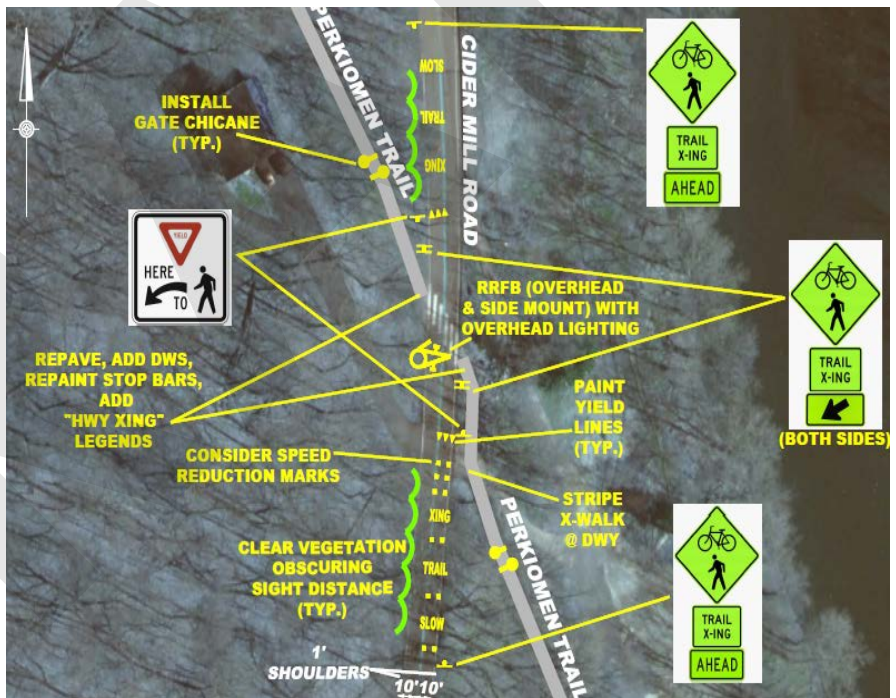 PERKIOMEN TRAIL
SLOW
TRAIL
XING
CIDER MILL ROAD
INSTALL
GATE CHICANE
(TYP.)
TRAIL
X-ING
AHEAD
YIELD
HERE
TO
RRFB (OVERHEAD
& SIDE MOUNT) WITH
OVERHEAD LIGHTING
REPAVE, ADD DWS,
REPAINT STOP BARS,
ADD
"HWY XING"
LEGENDS
PAINT
YIELD
LINES
(TYP.)
TRAIL
X-ING
(BOTH SIDES)
CONSIDER SPEED
REDUCTION MARKS
STRIPE
X-WALK
@ DWY
XING
TRAIL
SLOW
CLEAR VEGETATION
OBSCURING
SIGHT DISTANCE
(TYP.)
PERKIOMEN TRAIL
TRAIL
X-ING
AHEAD
1'
SHOULDERS
10'10'